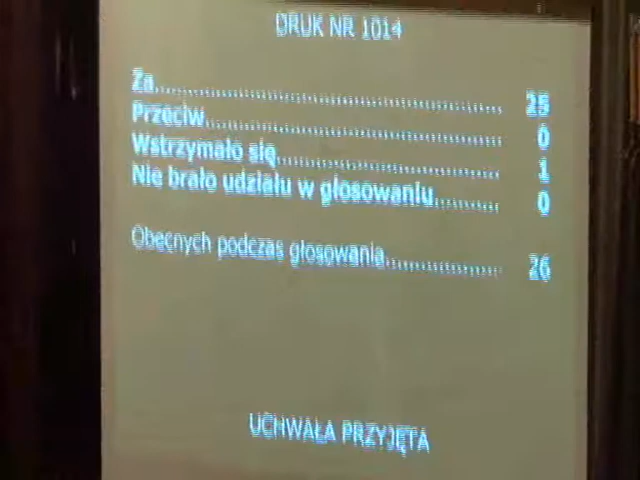 DRUK NR 1014
Za.................................................. 25
Przeciw........................................... 0
Wstrzymało się................................ 1
Nie brało udziału w głosowaniu.......... 0
Obecnych podczas głosowania................ 26
UCHWAŁA PRZYJĘTA